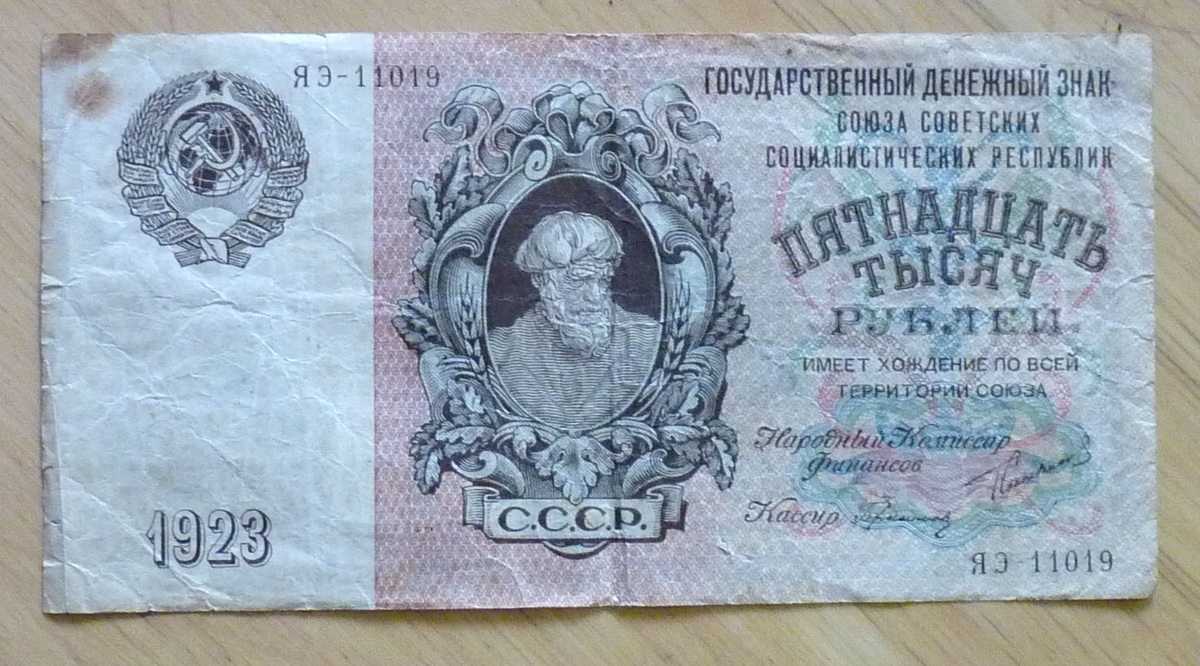 ЯЭ-11019
ГОСУДАРСТВЕННЫЙ ДЕНЕЖНЫЙ ЗНАК
СОЮЗА СОВЕТСКИХ
СОЦИАЛИСТИЧЕСКИХ РЕСПУБЛИК
ПЯТНАДЦАТЬ
ТЫСЯЧ
РУБЛЕЙ
ИМЕЕТ ХОЖДЕНИЕ ПО ВСЕЙ
ТЕРРИТОРИИ СОЮЗА
Народный Комиссар
Финансов
Кассир
С.С.С.Р.
1923
ЯЭ-11019